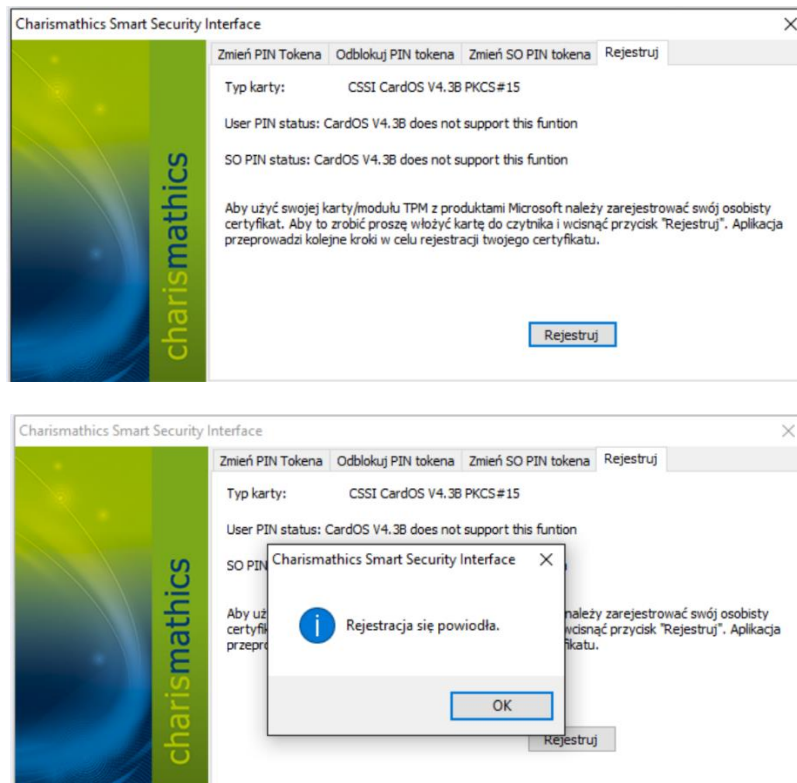 Charismathics Smart Security Interface
Zmień PIN Tokena Odblokuj PIN tokena Zmień SO PIN tokena Rejestruj
Typ karty: CSSI CardOS V4.3B PKCS#15
User PIN status: CardOS V4.3B does not support this funtion
SO PIN status: CardOS V4.3B does not support this funtion
Aby użyć swojej karty/modułu TPM z produktami Microsoft należy zarejestrować swój osobisty
certyfikat. Aby to zrobić proszę włożyć kartę do czytnika i wcisnąć przycisk "Rejestruj". Aplikacja
przeprowadzi kolejne kroki w celu rejestracji twojego certyfikatu.
Rejestruj
charismathics
Charismathics Smart Security Interface
Zmień PIN Tokena Odblokuj PIN tokena Zmień SO PIN tokena Rejestruj
Typ karty: CSSI CardOS V4.3B PKCS#15
User PIN status: CardOS V4.3B does not support this funtion
SO PIN
Charismathics Smart Security Interface
Aby uż należy zarejestrować swój osobisty
certyfik wcisnąć przycisk "Rejestruj". Aplikacja
przepro fikatu.
Rejestracja się powiodła.
OK
Rejestruj
charismathics